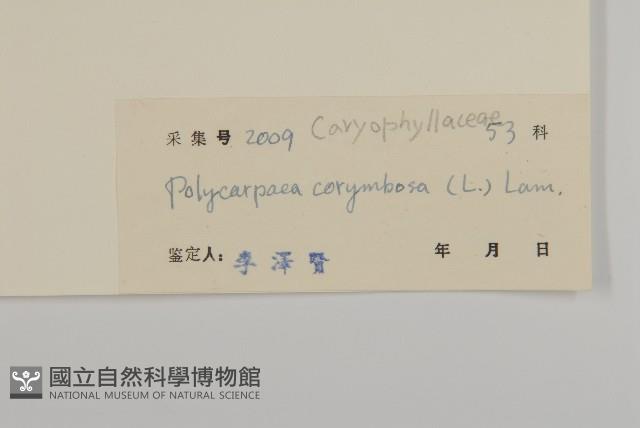 采集号 2009 Caryophyllaceae 53 科
Polycarpaea corymbosa (L.) Lam.
鉴定人: 李澤賢 年 月 日
國立自然科學博物館
NATIONAL MUSEUM OF NATURAL SCIENCE